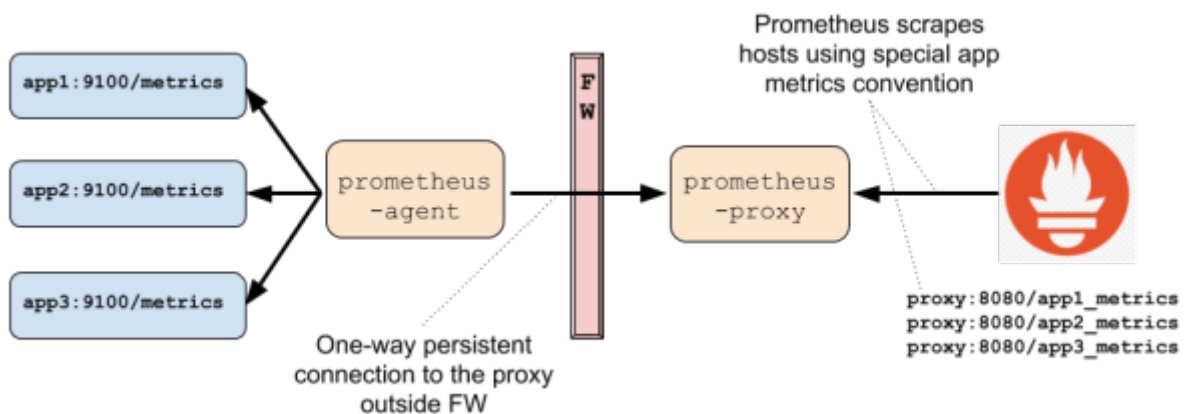 app1:9100/metrics
app2:9100/metrics
app3:9100/metrics
prometheus
-agent
One-way persistent
connection to the proxy
outside FW
F
W
prometheus
-proxy
Prometheus scrapes
hosts using special app
metrics convention
proxy:8080/app1_metrics
proxy:8080/app2_metrics
proxy:8080/app3_metrics